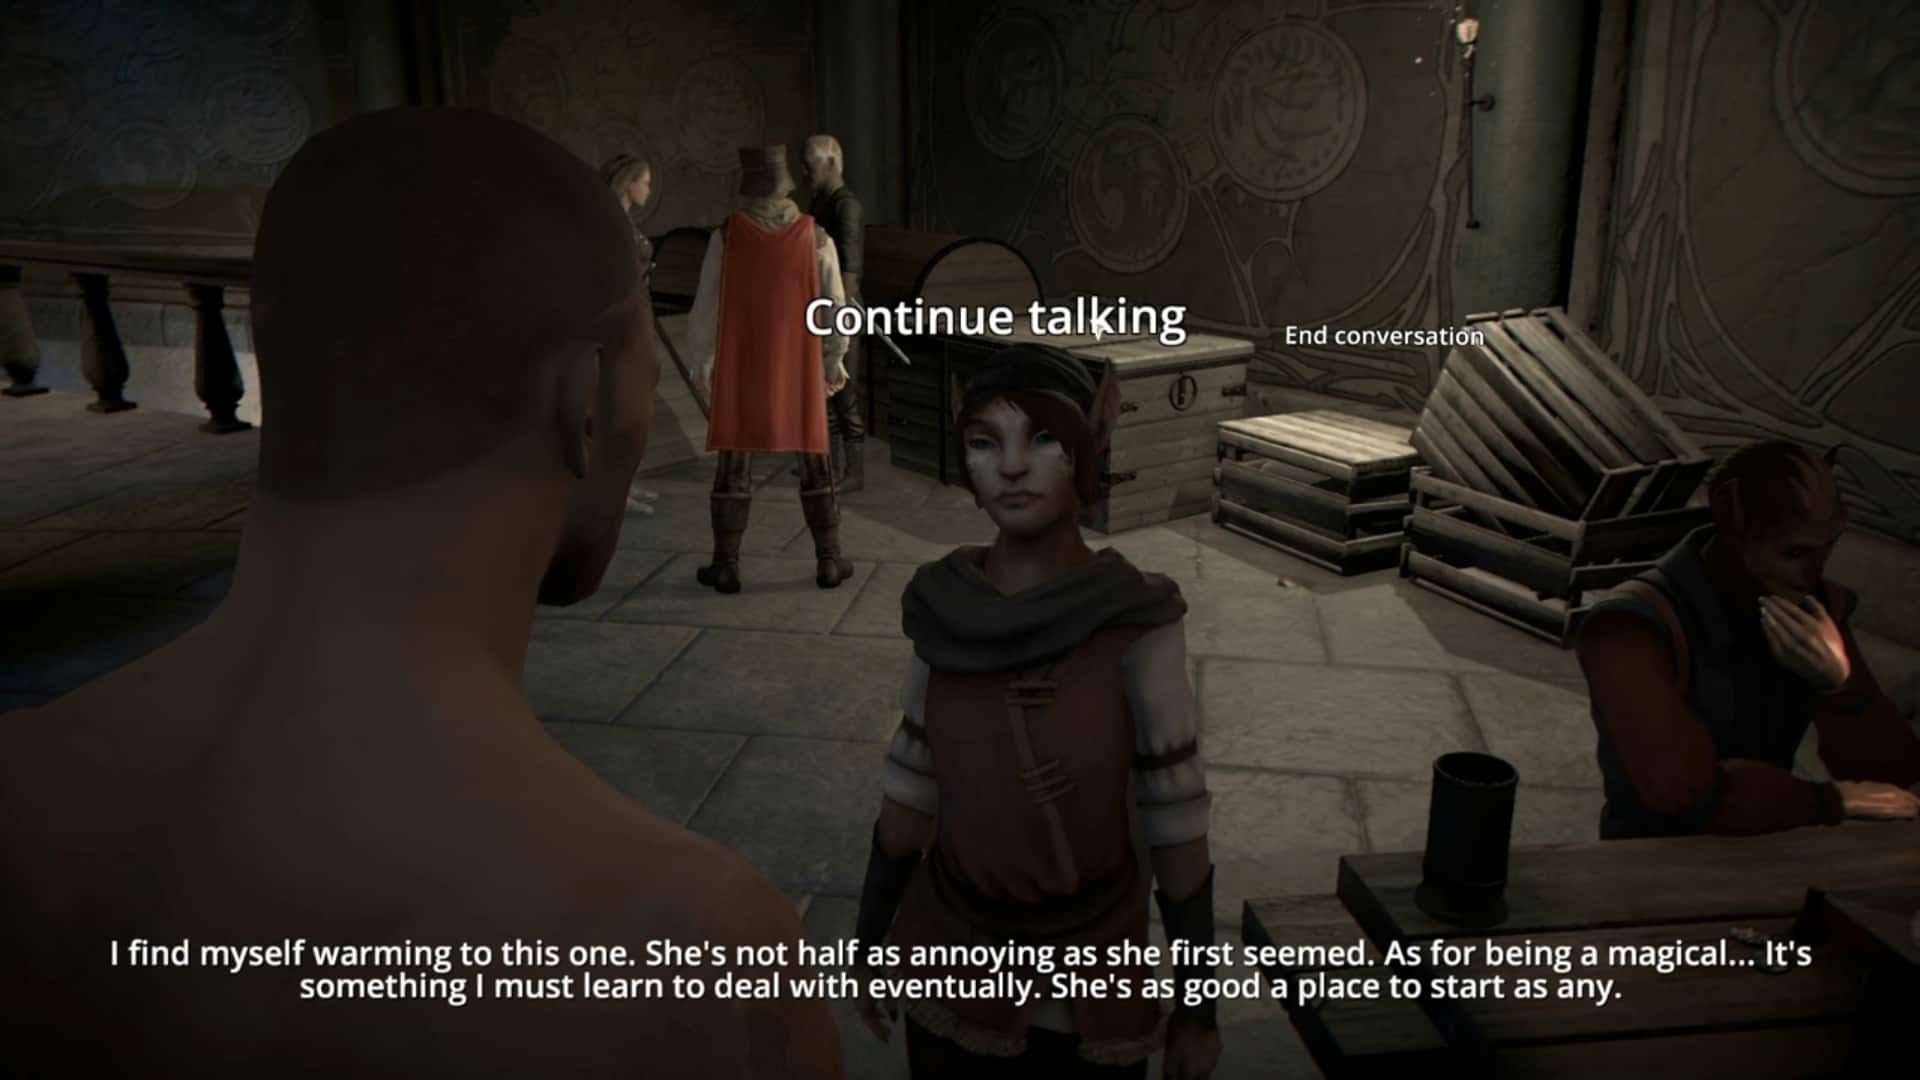 Continue talking
End conversation
I find myself warming to this one. She's not half as annoying as she first seemed. As for being a magical... It's
something I must learn to deal with eventually. She's as good a place to start as any.